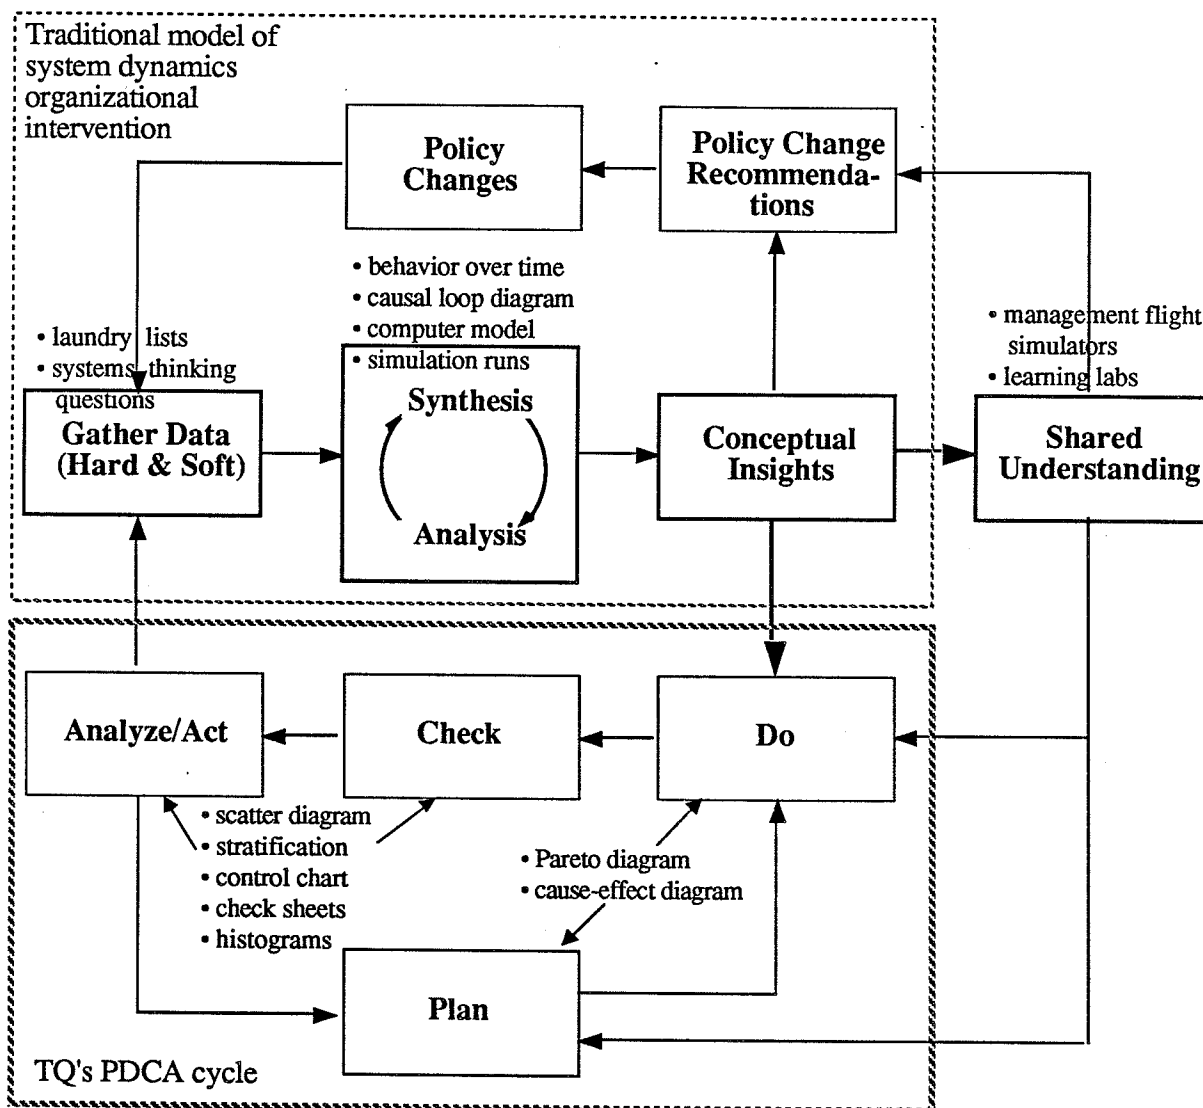 Traditional model of
system dynamics
organizational
intervention
Policy
Changes
Policy Change
Recommenda-
tions
• behavior over time
• causal loop diagram
• computer model
• simulation runs
• laundry lists
• systems thinking
questions
• management flight
simulators
• learning labs
Gather Data
(Hard & Soft)
Synthesis
Analysis
Conceptual
Insights
Shared
Understanding
Analyze/Act
Check
Do
• scatter diagram
• stratification
• control chart
• check sheets
• histograms
• Pareto diagram
• cause-effect diagram
Plan
TQ's PDCA cycle